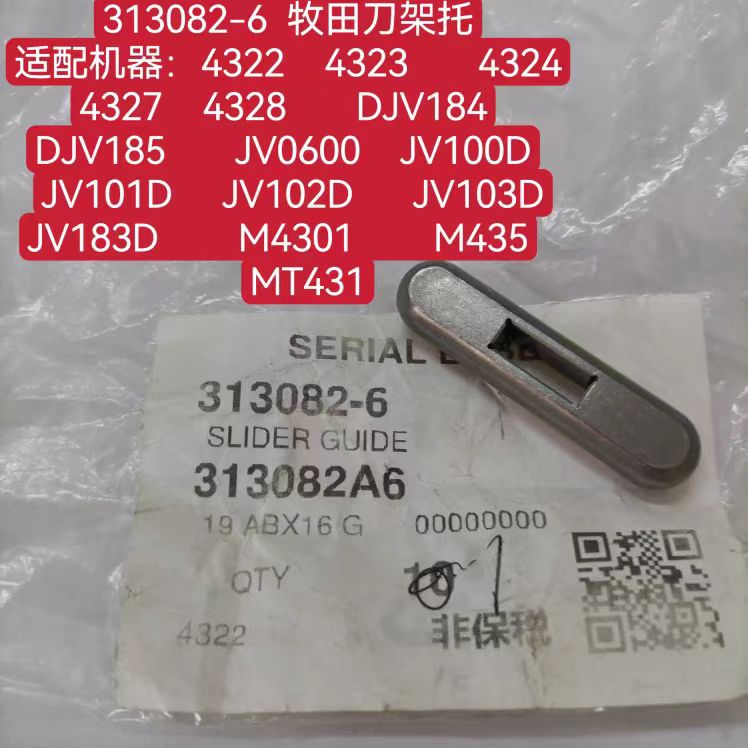 313082-6 牧田刀架托
适配机器: 4322 4323 4324
4327 4328 DJV184
DJV185 JV0600 JV100D
JV101D JV102D JV103D
JV183D M4301 M435
MT431
SERIAL
313082-6
SLIDER GUIDE
313082A6
19 ABX16 G 00000000
QTY 10 -1
4322 非保税